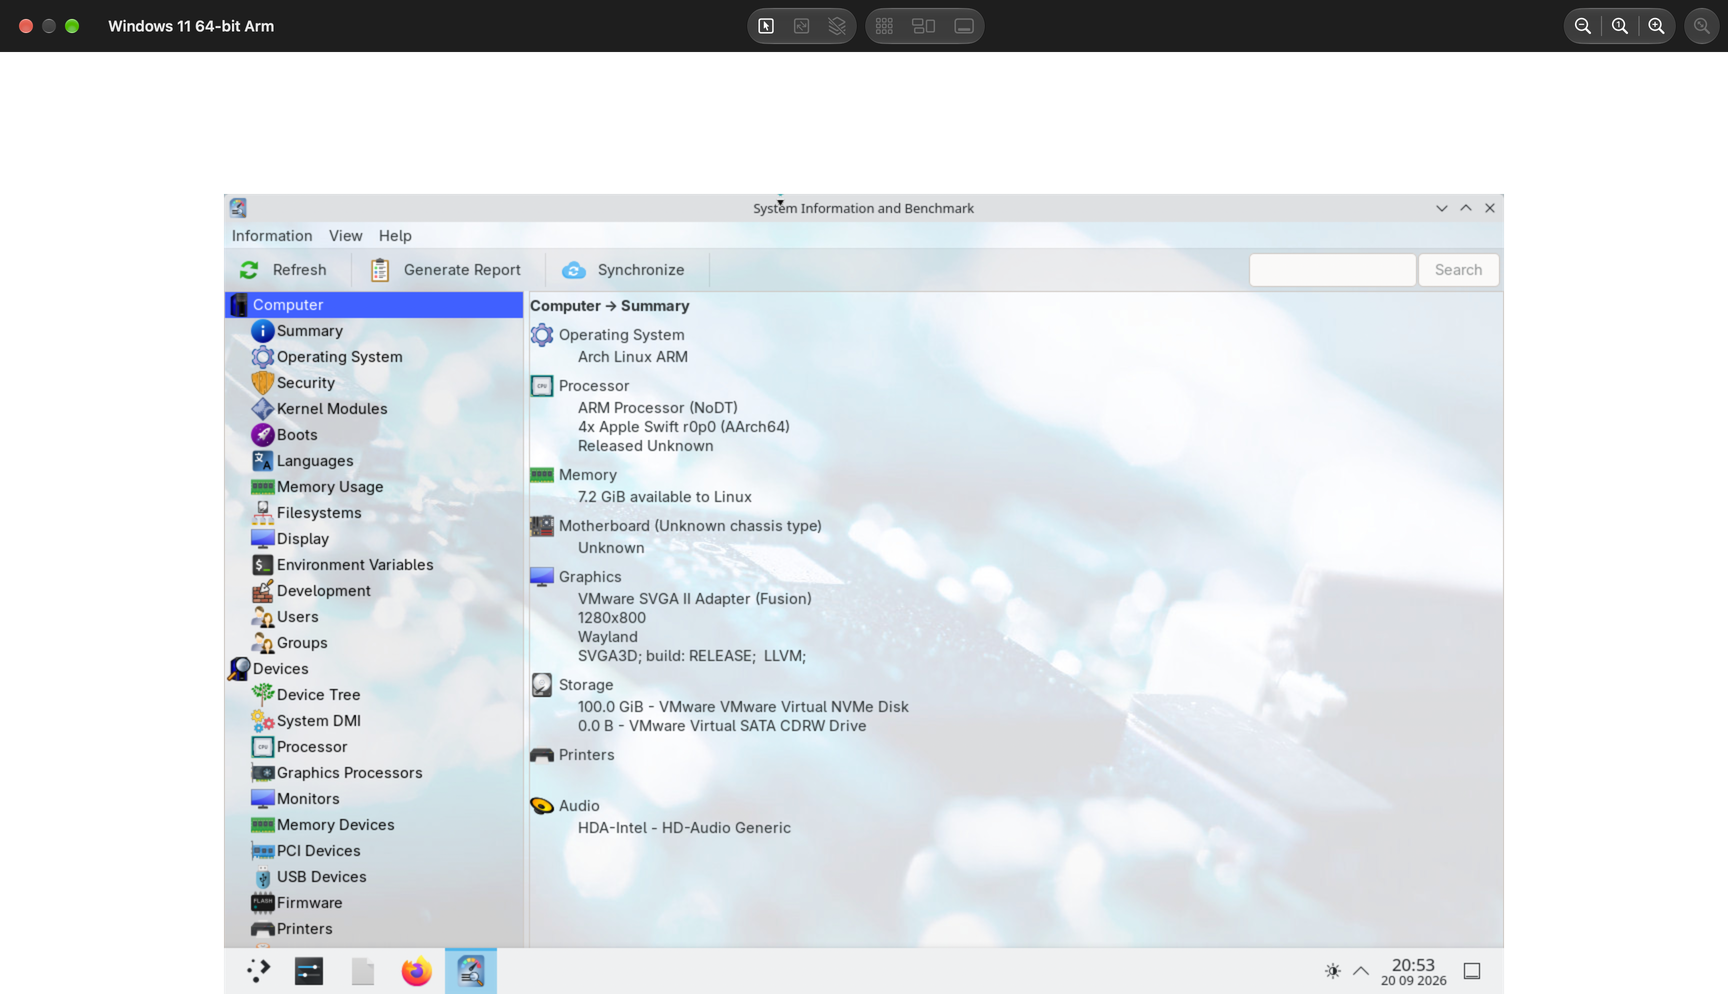 Windows 11 64-bit Arm
System Information and Benchmark
Information View Help
Refresh Generate Report Synchronize Search
Computer
Summary
Operating System
Security
Kernel Modules
Boots
Languages
Memory Usage
Filesystems
Display
Environment Variables
Development
Users
Groups
Devices
Device Tree
System DMI
Processor
Graphics Processors
Monitors
Memory Devices
PCI Devices
USB Devices
Firmware
Printers
Computer → Summary
Operating System
Arch Linux ARM
Processor
ARM Processor (NoDT)
4x Apple Swift r0p0 (AArch64)
Released Unknown
Memory
7.2 GiB available to Linux
Motherboard (Unknown chassis type)
Unknown
Graphics
VMware SVGA II Adapter (Fusion)
1280x800
Wayland
SVGA3D; build: RELEASE;  LLVM;
Storage
100.0 GiB - VMware VMware Virtual NVMe Disk
0.0 B - VMware Virtual SATA CDRW Drive
Printers
Audio
HDA-Intel - HD-Audio Generic
20:53
20 09 2026